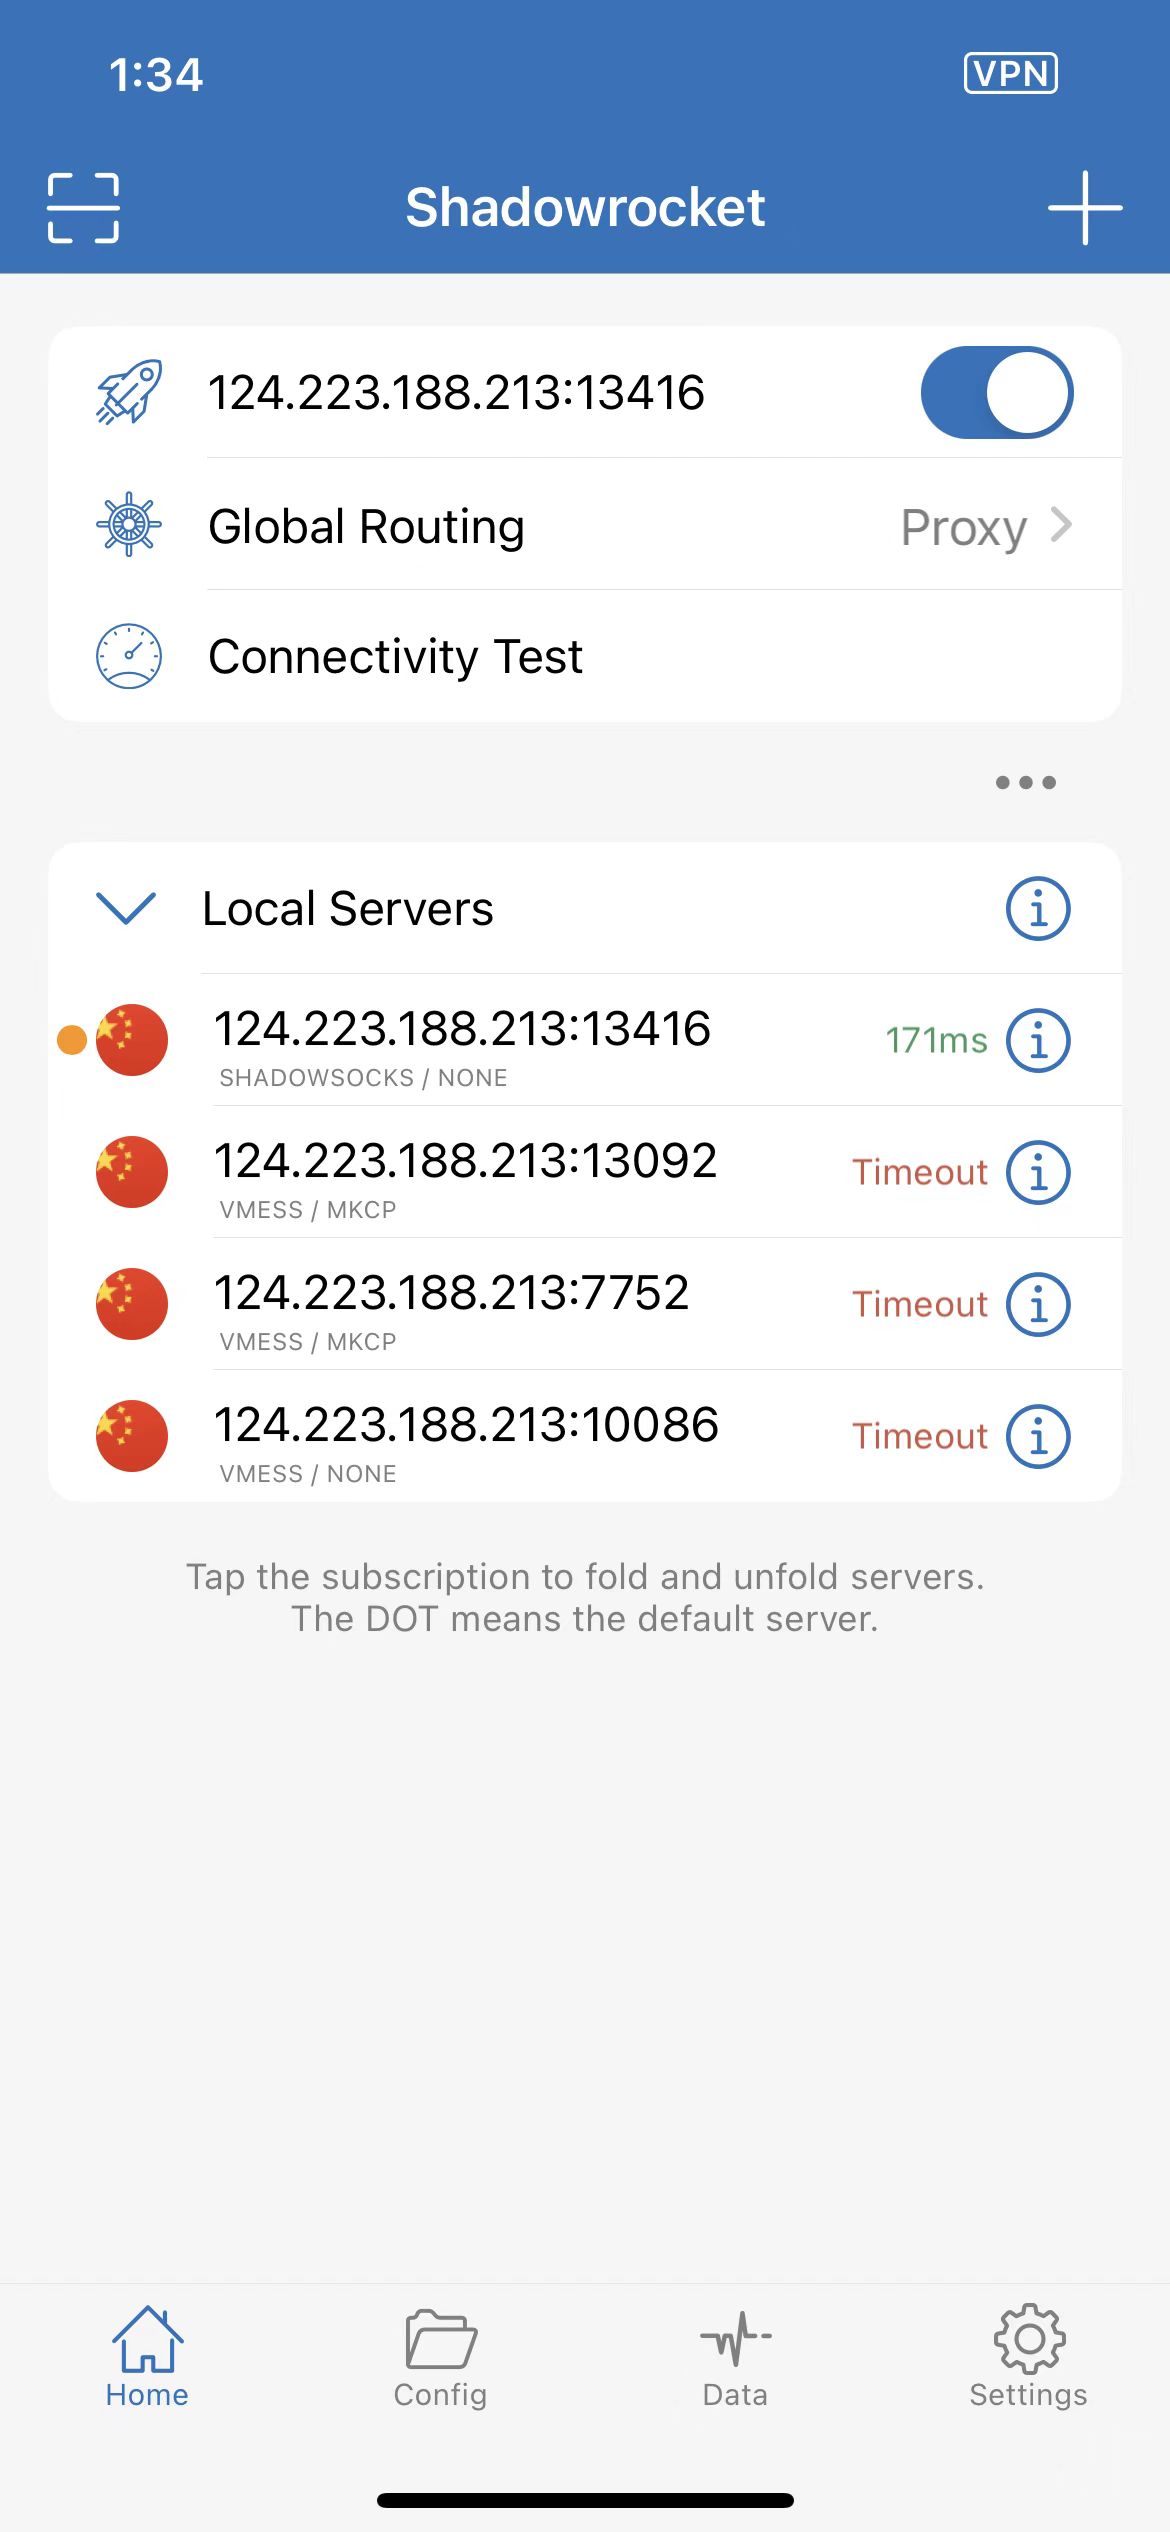 1:34
VPN
Shadowrocket
124.223.188.213:13416
Global Routing
Proxy
Connectivity Test
Local Servers
124.223.188.213:13416
171ms
SHADOWSOCKS / NONE
124.223.188.213:13092
Timeout
VMESS / MKCP
124.223.188.213:7752
Timeout
VMESS / MKCP
124.223.188.213:10086
Timeout
VMESS / NONE
Tap the subscription to fold and unfold servers.
The DOT means the default server.
Home
Config
Data
Settings